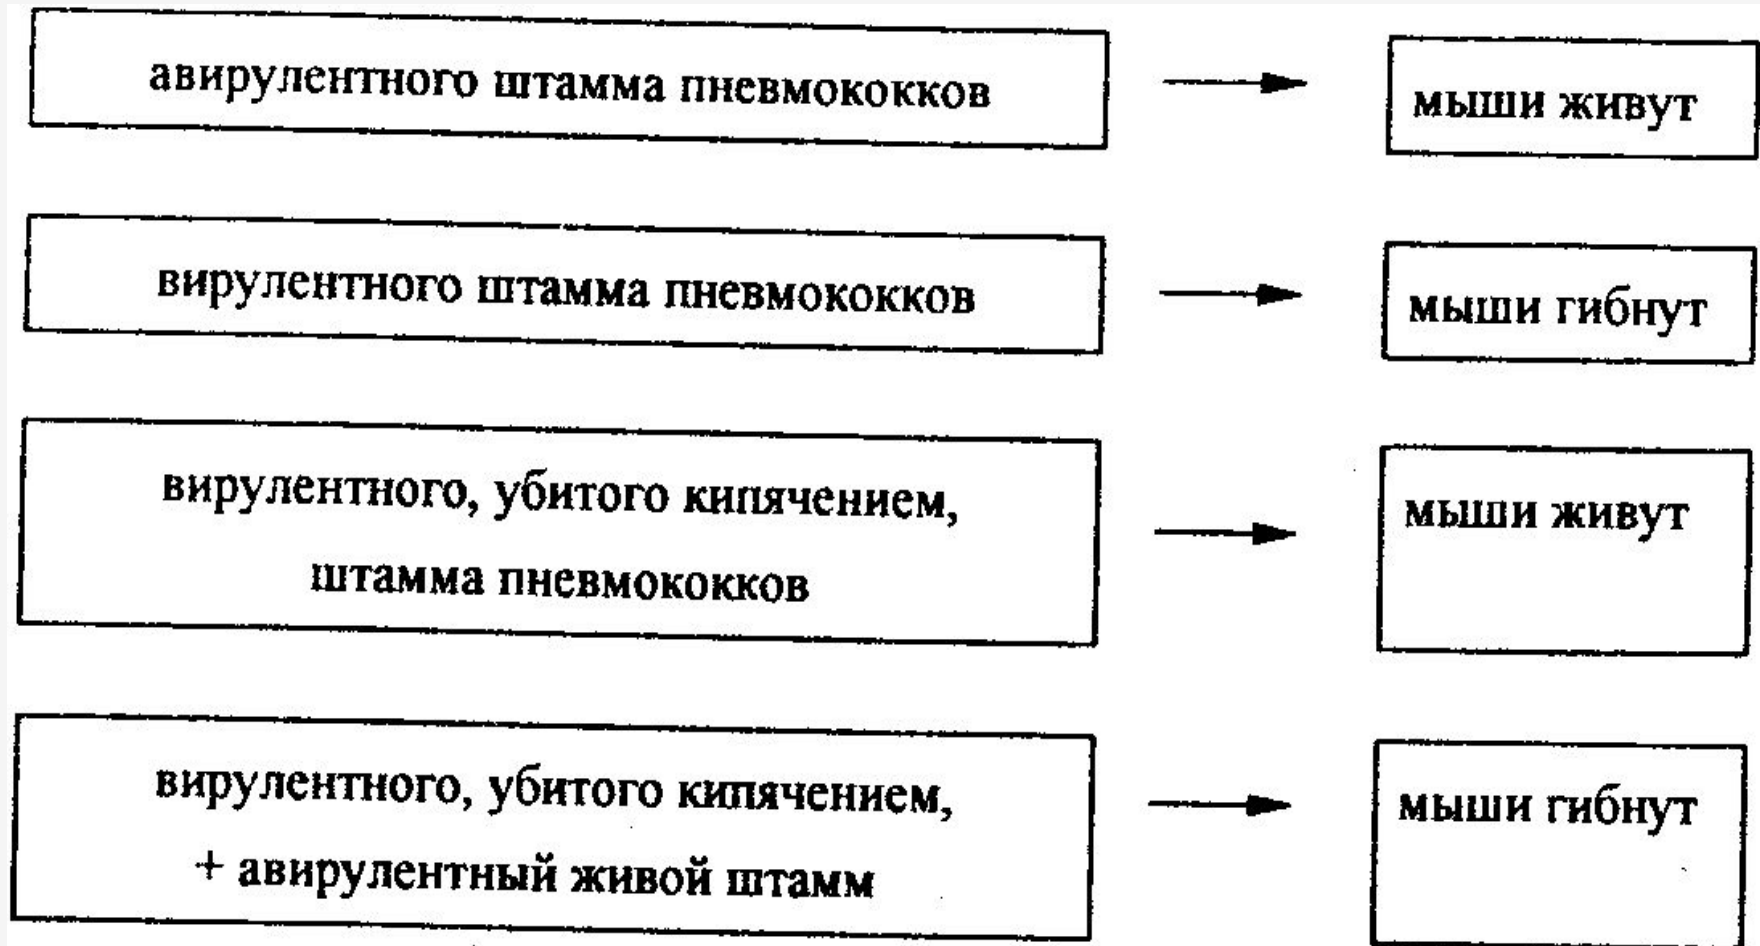 авирулентного штамма пневмококков
мыши живут
вирулентного штамма пневмококков
мыши гибнут
вирулентного, убитого кипячением,
штамма пневмококков
мыши живут
вирулентного, убитого кипячением,
+ авирулентный живой штамм
мыши гибнут